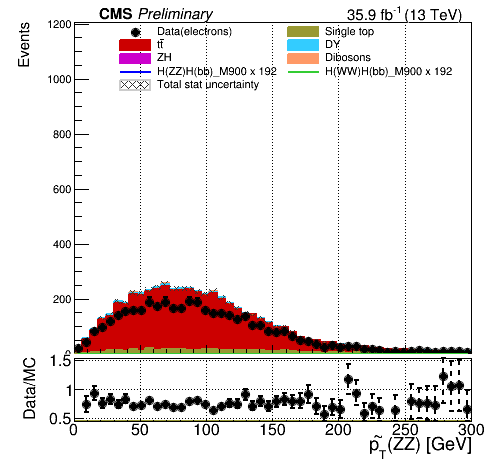 CMS Preliminary 35.9 fb⁻¹ (13 TeV)
Events
1200
1000
800
600
400
200
0
Data(electrons)
Single top
tt̄
DY
ZH
Dibosons
H(ZZ)H(bb)_M900 x 192
H(WW)H(bb)_M900 x 192
Total stat uncertainty
Data/MC
1.5
1
0.5
0 50 100 150 200 250 300
p̃_T(ZZ) [GeV]